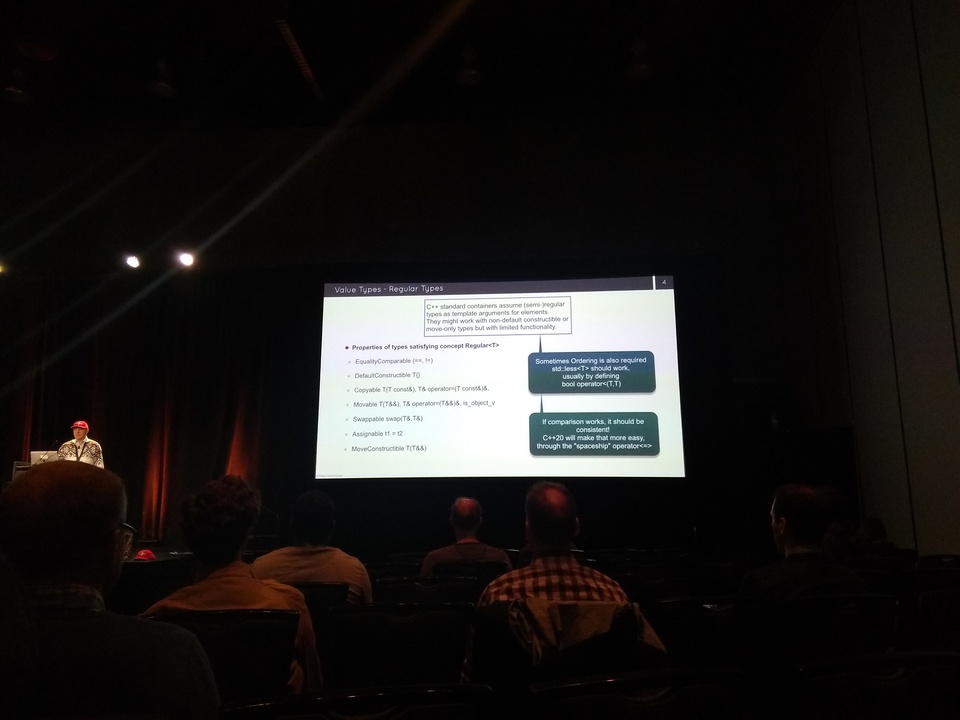 Value Types - Regular Types
4
C++ standard containers assume (semi-)regular
types as template arguments for elements.
They might work with non-default constructible or
move-only types but with limited functionality.
Properties of types satisfying concept Regular<T>
EqualityComparable (==, !=)
DefaultConstructible T{}
Copyable T(T const&), T& operator=(T const&)&,
Movable T(T&&), T& operator=(T&&)&, is_object_v
Swappable swap(T&,T&)
Assignable t1 = t2
MoveConstructible T(T&&)
Sometimes Ordering is also required
std::less<T> should work,
usually by defining
bool operator<(T,T)
If comparison works, it should be
consistent!
C++20 will make that more easy,
through the "spaceship" operator<=>